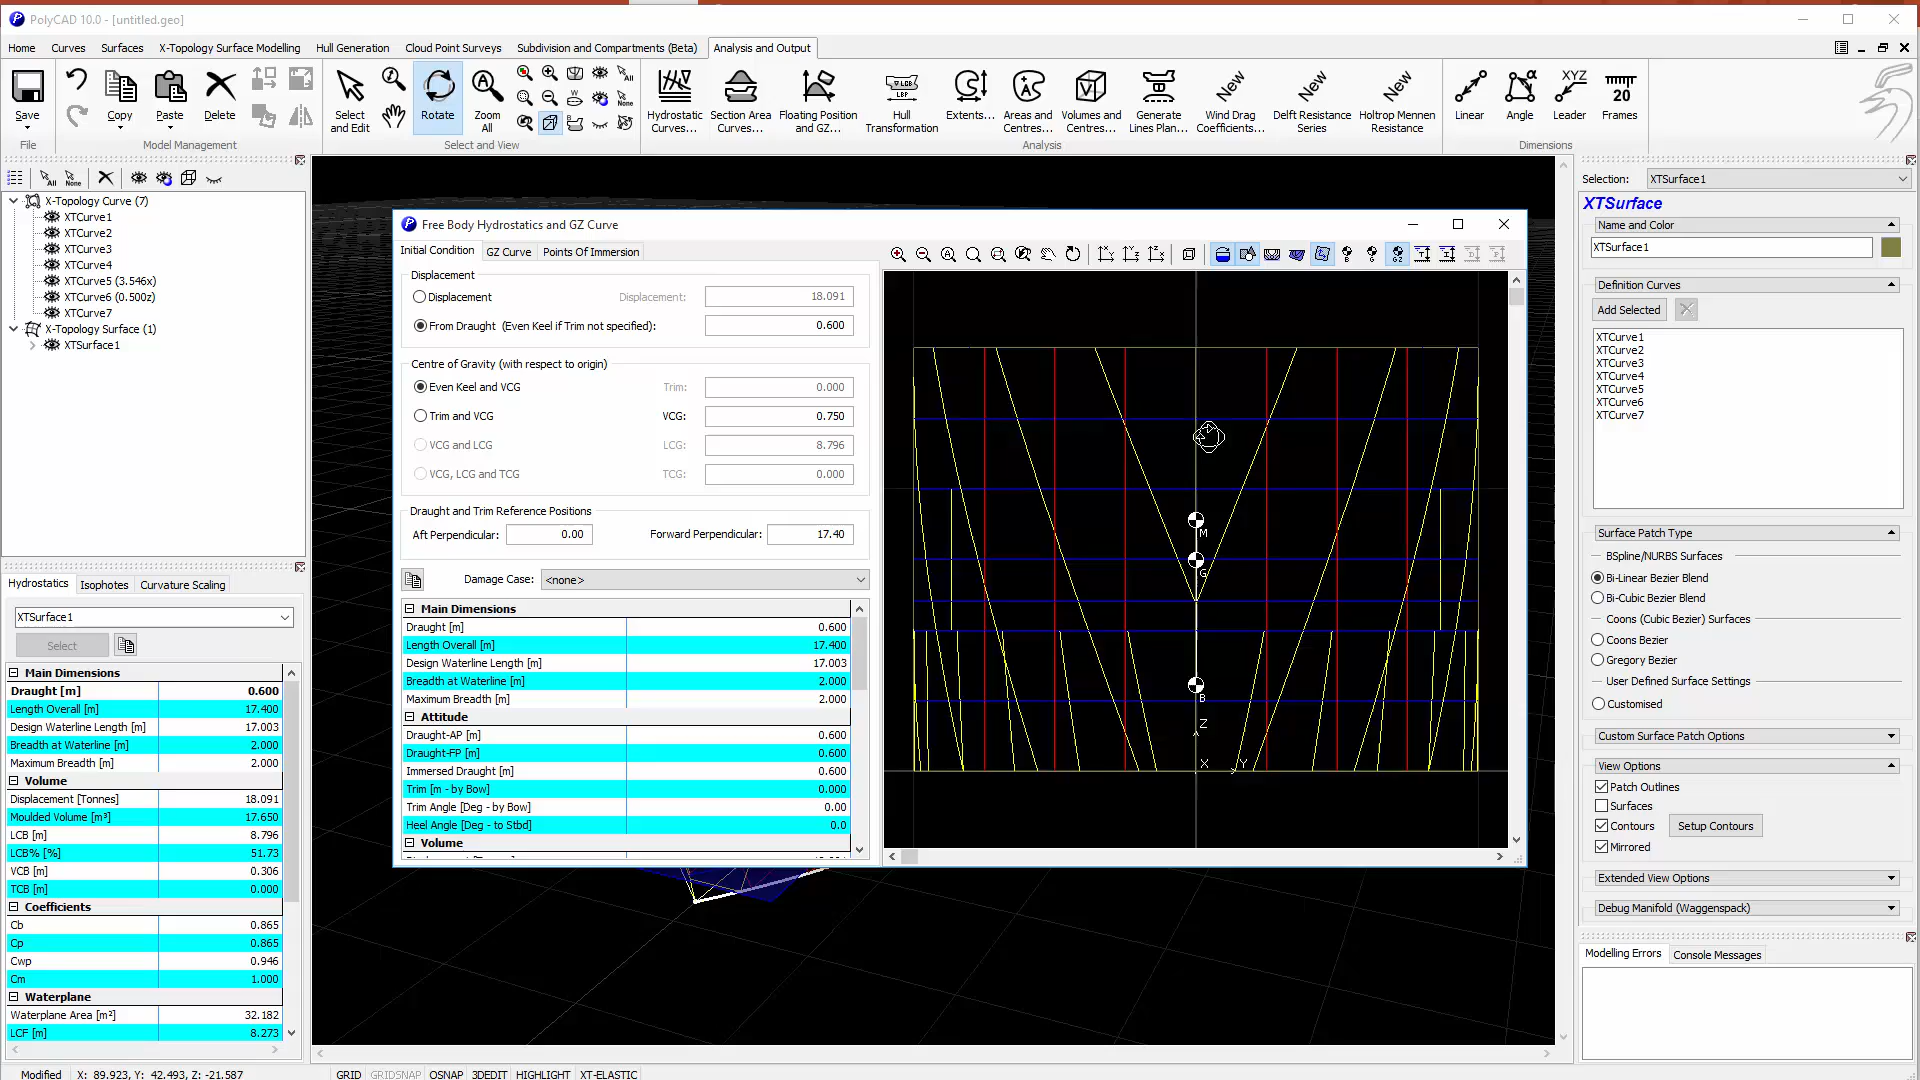 PolyCAD 10.0 - [untitled.geo]
Home Curves Surfaces X-Topology Surface Modelling Hull Generation Cloud Point Surveys Subdivision and Compartments (Beta) Analysis and Output
Save
Copy
Paste
Delete
Select and Edit
Rotate
Zoom All
All
None
Hydrostatic Curves...
Section Area Curves...
Floating Position and GZ...
LCB
LBP
Hull Transformation
Extents...
Areas and Centres...
Volumes and Centres...
Generate Lines Plan...
New
Wind Drag Coefficients...
New
Delft Resistance Series
New
Holtrop Mennen Resistance
Linear
Angle
XYZ
Leader
20
Frames
File Model Management Select and View Analysis Dimensions
All None
X-Topology Curve (7)
XTCurve1
XTCurve2
XTCurve3
XTCurve4
XTCurve5 (3.546x)
XTCurve6 (0.500z)
XTCurve7
X-Topology Surface (1)
XTSurface1
Hydrostatics Isophotes Curvature Scaling
XTSurface1
Select
Main Dimensions
Draught [m] 0.600
Length Overall [m] 17.400
Design Waterline Length [m] 17.003
Breadth at Waterline [m] 2.000
Maximum Breadth [m] 2.000
Volume
Displacement [Tonnes] 18.091
Moulded Volume [m³] 17.650
LCB [m] 8.796
LCB% [%] 51.73
VCB [m] 0.306
TCB [m] 0.000
Coefficients
Cb 0.865
Cp 0.865
Cwp 0.946
Cm 1.000
Waterplane
Waterplane Area [m²] 32.182
LCF [m] 8.273
Free Body Hydrostatics and GZ Curve
Initial Condition GZ Curve Points Of Immersion
Displacement
Displacement Displacement: 18.091
From Draught (Even Keel if Trim not specified): 0.600
Centre of Gravity (with respect to origin)
Even Keel and VCG Trim: 0.000
Trim and VCG VCG: 0.750
VCG and LCG LCG: 8.796
VCG, LCG and TCG TCG: 0.000
Draught and Trim Reference Positions
Aft Perpendicular: 0.00 Forward Perpendicular: 17.40
Damage Case: <none>
Main Dimensions
Draught [m] 0.600
Length Overall [m] 17.400
Design Waterline Length [m] 17.003
Breadth at Waterline [m] 2.000
Maximum Breadth [m] 2.000
Attitude
Draught-AP [m] 0.600
Draught-FP [m] 0.600
Immersed Draught [m] 0.600
Trim [m - by Bow] 0.000
Trim Angle [Deg - by Bow] 0.00
Heel Angle [Deg - to Stbd] 0.0
Volume
M
G
B
Z
X Y
Selection: XTSurface1
XTSurface
Name and Color
XTSurface1
Definition Curves
Add Selected
XTCurve1
XTCurve2
XTCurve3
XTCurve4
XTCurve5
XTCurve6
XTCurve7
Surface Patch Type
BSpline/NURBS Surfaces
Bi-Linear Bezier Blend
Bi-Cubic Bezier Blend
Coons (Cubic Bezier) Surfaces
Coons Bezier
Gregory Bezier
User Defined Surface Settings
Customised
Custom Surface Patch Options
View Options
Patch Outlines
Surfaces
Contours Setup Contours
Mirrored
Extended View Options
Debug Manifold (Waggenspack)
Modelling Errors Console Messages
Modified X: 89.923, Y: 42.493, Z: -21.587 GRID GRIDSNAP OSNAP 3DEDIT HIGHLIGHT XT-ELASTIC